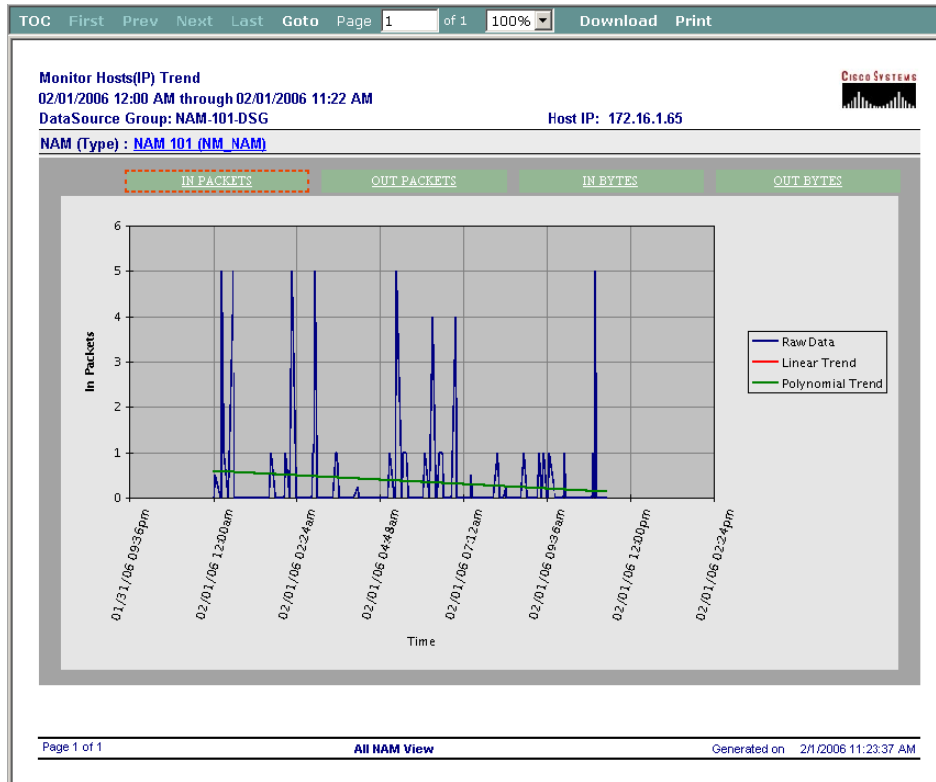 TOC First Prev Next Last Goto Page 1 of 1 100% Download Print
Monitor Hosts(IP) Trend
02/01/2006 12:00 AM through 02/01/2006 11:22 AM
DataSource Group: NAM-101-DSG Host IP: 172.16.1.65
CISCO SYSTEMS
NAM (Type) : NAM 101 (NM_NAM)
IN PACKETS OUT PACKETS IN BYTES OUT BYTES
6
5
4
3
2
1
0
In Packets
Raw Data
Linear Trend
Polynomial Trend
01/31/06 09:36pm
02/01/06 12:00am
02/01/06 02:24am
02/01/06 04:48am
02/01/06 07:12am
02/01/06 09:36am
02/01/06 12:00pm
02/01/06 02:24pm
Time
Page 1 of 1 All NAM View Generated on 2/1/2006 11:23:37 AM